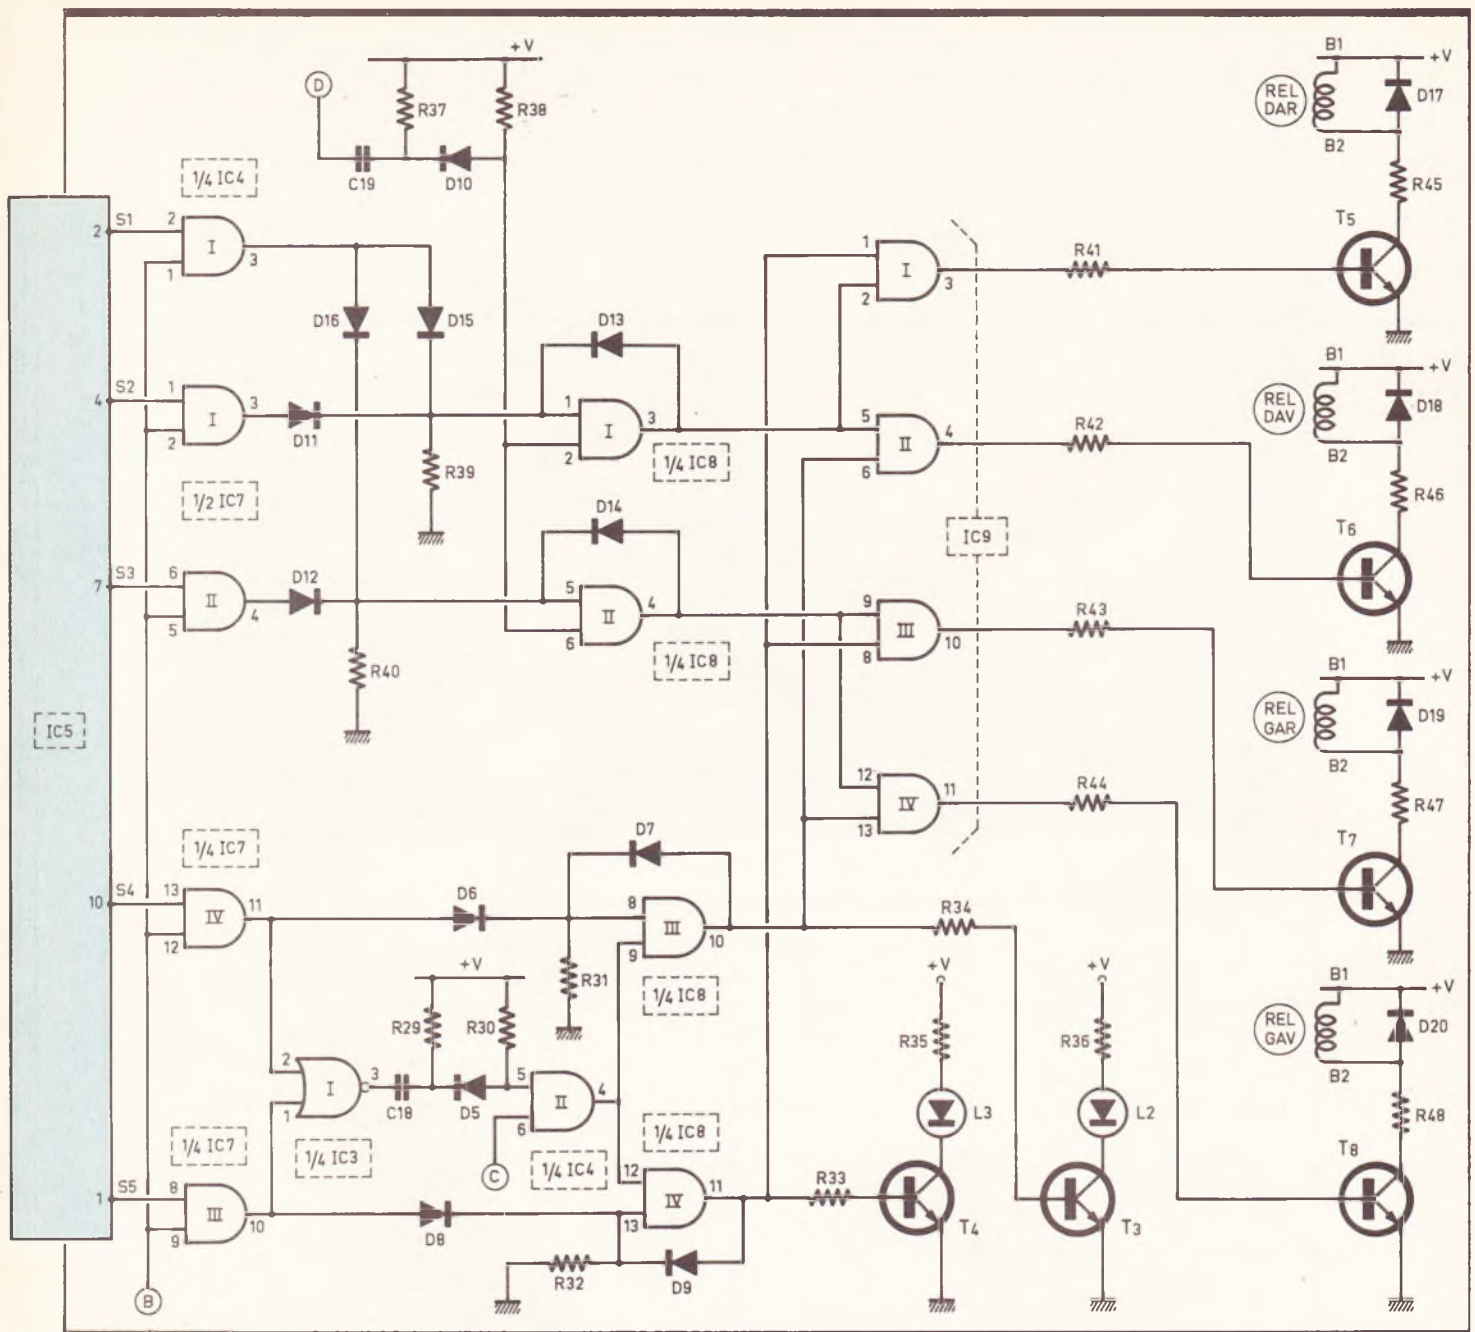 +V
D
R37
R38
C19
D10
1/4 IC4
2
S1
2
1
I
3
D16
D15
4
S2
1
2
I
3
D11
R39
1/2 IC7
7
S3
6
5
II
4
D12
R40
D13
1
2
I
3
1/4 IC8
D14
5
6
II
4
1/4 IC8
1
2
I
3
5
6
II
4
IC9
9
8
III
10
12
13
IV
11
R41
R42
R43
R44
B1
+V
REL DAR
D17
B2
R45
T5
B1
+V
REL DAV
D18
B2
R46
T6
B1
+V
REL GAR
D19
B2
R47
T7
B1
+V
REL GAV
D20
B2
R48
T8
IC5
1/4 IC7
10
S4
13
12
IV
11
D6
D7
8
9
III
10
R31
1/4 IC8
+V
R29
R30
2
1
I
3
C18
D5
5
6
II
4
C
1/4 IC3
1/4 IC4
1/4 IC8
1/4 IC7
1
S5
8
9
III
10
D8
12
13
IV
11
R32
D9
B
R33
R34
+V
R35
L3
T4
+V
R36
L2
T3